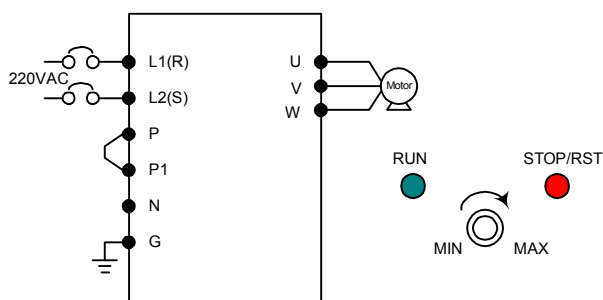 L1(R)
220VAC
L2(S)
P
P1
N
G
U
V
W
Motor
RUN
STOP/RST
MIN
MAX